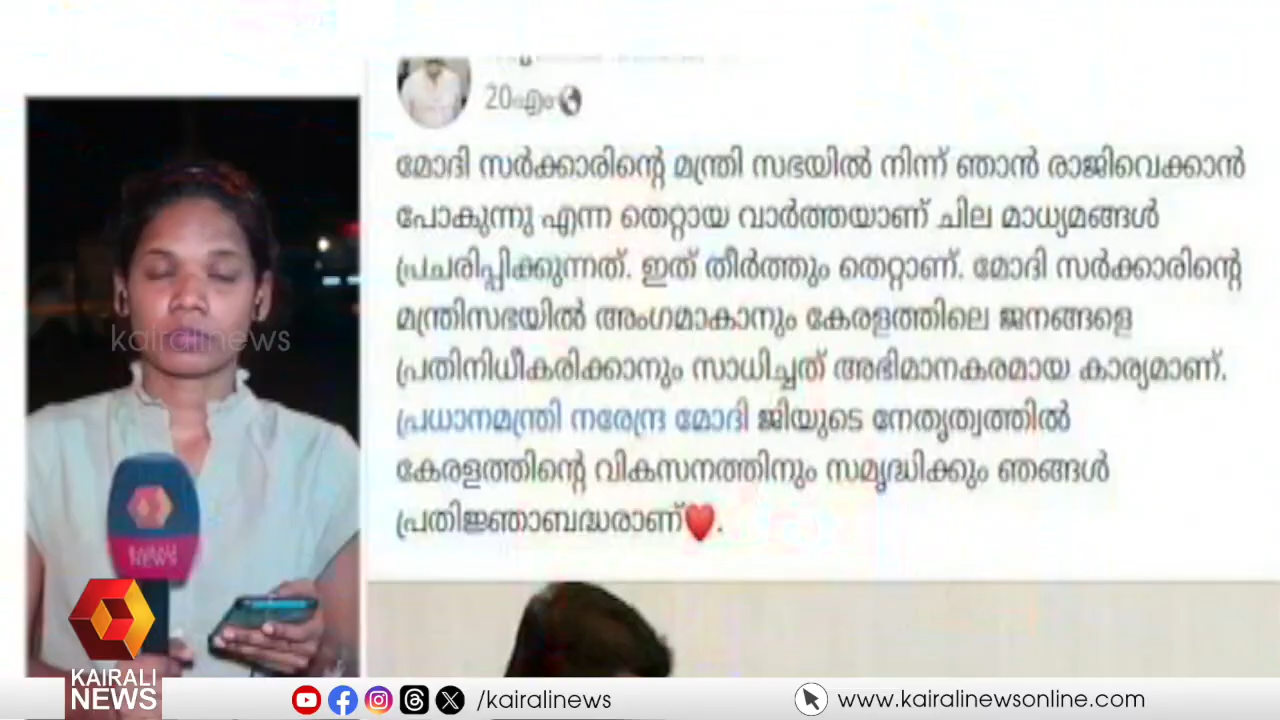 20എം
മോദി സർക്കാരിന്റെ മന്ത്രി സഭയിൽ നിന്ന് ഞാൻ രാജിവെക്കാൻ
പോകുന്നു എന്ന തെറ്റായ വാർത്തയാണ് ചില മാധ്യമങ്ങൾ
പ്രചരിപ്പിക്കുന്നത്. ഇത് തീർത്തും തെറ്റാണ്. മോദി സർക്കാരിന്റെ
മന്ത്രിസഭയിൽ അംഗമാകാനും കേരളത്തിലെ ജനങ്ങളെ
പ്രതിനിധീകരിക്കാനും സാധിച്ചത് അഭിമാനകരമായ കാര്യമാണ്.
പ്രധാനമന്ത്രി നരേന്ദ്ര മോദി ജിയുടെ നേതൃത്വത്തിൽ
കേരളത്തിന്റെ വികസനത്തിനും സമൃദ്ധിക്കും ഞങ്ങൾ
പ്രതിജ്ഞാബദ്ധരാണ്❤️.
kairalinews
KAIRALI
NEWS
KAIRALI
NEWS
/kairalinews
www.kairalinewsonline.com